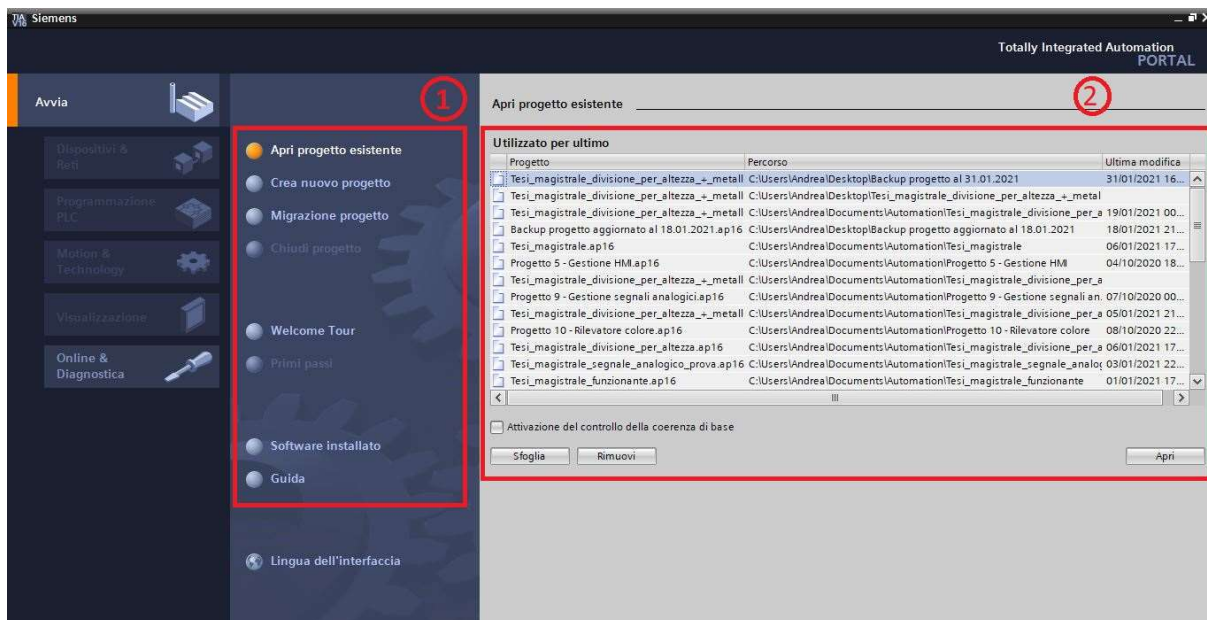 Siemens
Totally Integrated Automation
PORTAL
Avvia
Dispositivi &
Reti
Programmazione
PLC
Motion &
Technology
Visualizzazione
Online &
Diagnostica
1
Apri progetto esistente
Crea nuovo progetto
Migrazione progetto
Chiudi progetto
Welcome Tour
Primi passi
Software installato
Guida
Lingua dell'interfaccia
2
Apri progetto esistente
Utilizzato per ultimo
Progetto Percorso Ultima modifica
Tesi_magistrale_divisione_per_altezza_+_metall C:\Users\Andrea\Desktop\Backup progetto al 31.01.2021 31/01/2021 16...
Tesi_magistrale_divisione_per_altezza_+_metall C:\Users\Andrea\Desktop\Tesi_magistrale_divisione_per_altezza_+_metal
Tesi_magistrale_divisione_per_altezza_+_metall C:\Users\Andrea\Documents\Automation\Tesi_magistrale_divisione_per_a 19/01/2021 00...
Backup progetto aggiornato al 18.01.2021.ap16 C:\Users\Andrea\Desktop\Backup progetto aggiornato al 18.01.2021 18/01/2021 21...
Tesi_magistrale.ap16 C:\Users\Andrea\Documents\Automation\Tesi_magistrale 06/01/2021 17...
Progetto 5 - Gestione HMI.ap16 C:\Users\Andrea\Documents\Automation\Progetto 5 - Gestione HMI 04/10/2020 18...
Tesi_magistrale_divisione_per_altezza_+_metall C:\Users\Andrea\Documents\Automation\Tesi_magistrale_divisione_per_a
Progetto 9 - Gestione segnali analogici.ap16 C:\Users\Andrea\Documents\Automation\Progetto 9 - Gestione segnali an. 07/10/2020 00...
Tesi_magistrale_divisione_per_altezza_+_metall C:\Users\Andrea\Documents\Automation\Tesi_magistrale_divisione_per_a 05/01/2021 21...
Progetto 10 - Rilevatore colore.ap16 C:\Users\Andrea\Documents\Automation\Progetto 10 - Rilevatore colore 08/10/2020 22...
Tesi_magistrale_divisione_per_altezza.ap16 C:\Users\Andrea\Documents\Automation\Tesi_magistrale_divisione_per_a 06/01/2021 17...
Tesi_magistrale_segnale_analogico_prova.ap16 C:\Users\Andrea\Documents\Automation\Tesi_magistrale_segnale_analog 03/01/2021 22...
Tesi_magistrale_funzionante.ap16 C:\Users\Andrea\Documents\Automation\Tesi_magistrale_funzionante 01/01/2021 17...
Attivazione del controllo della coerenza di base
Sfoglia Rimuovi Apri